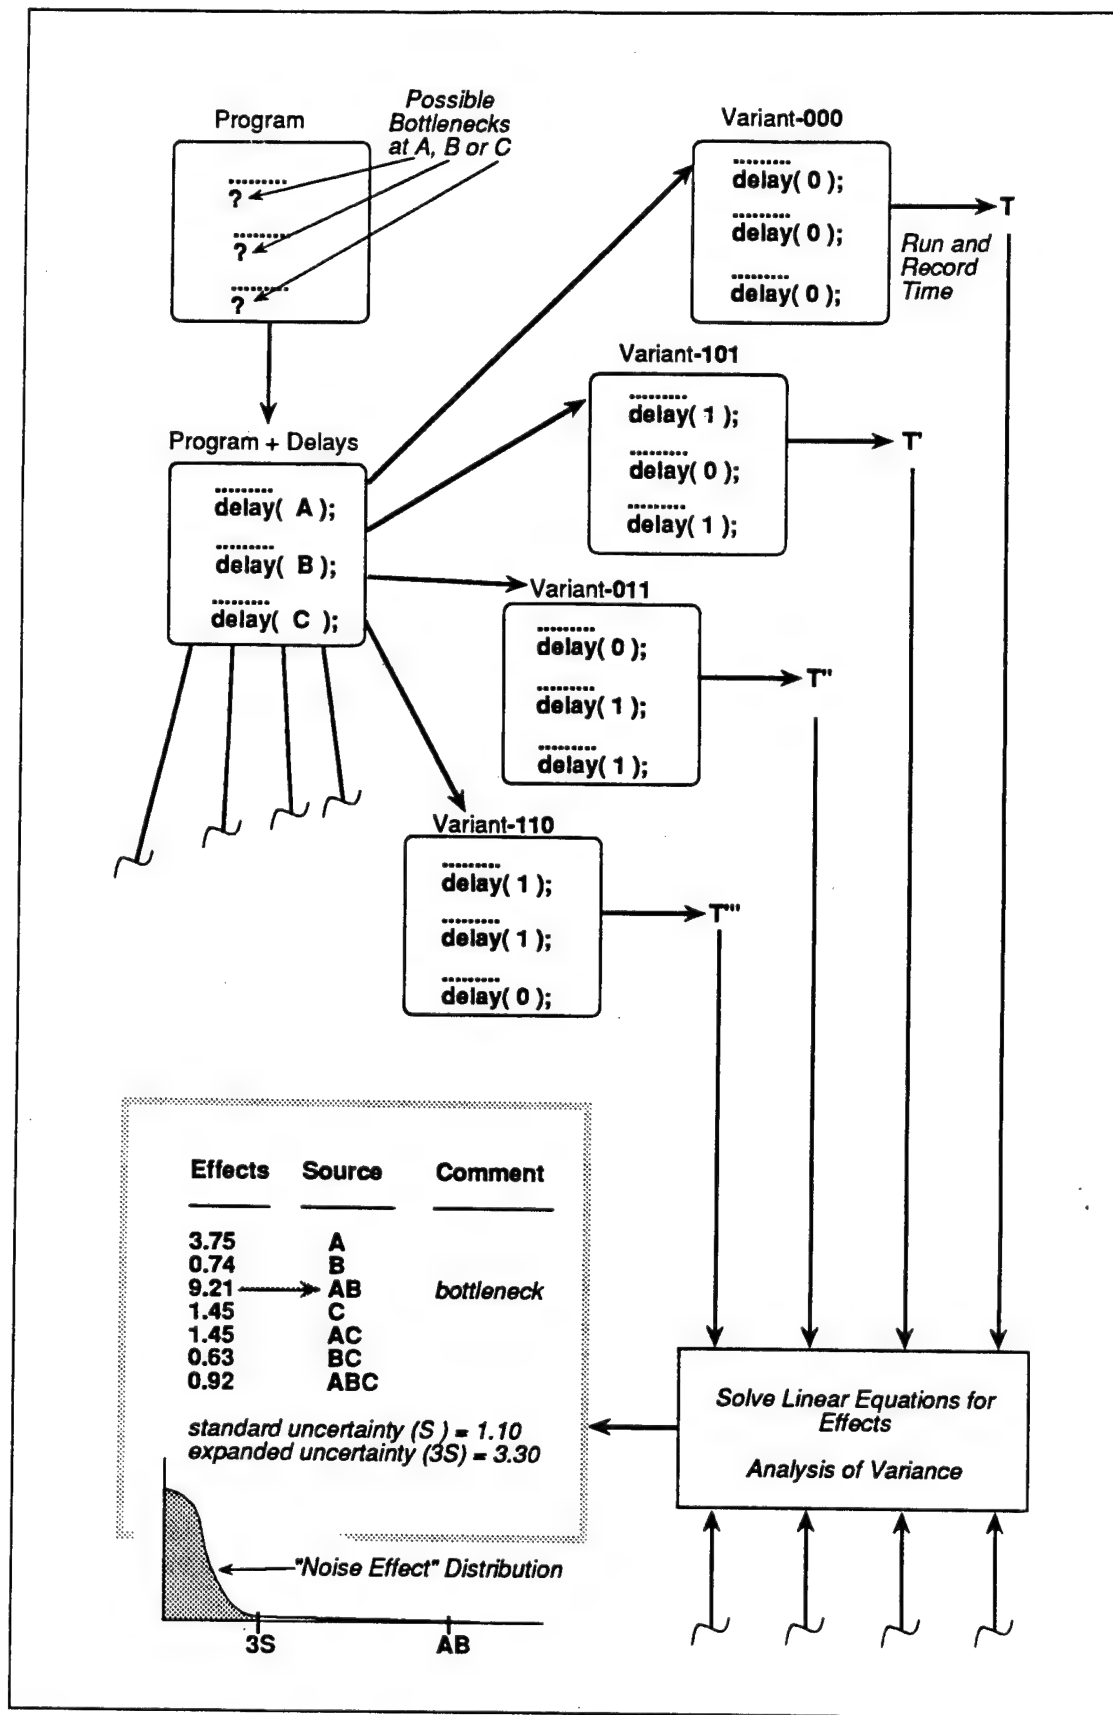 Program
Possible
Bottlenecks
at A, B or C
?
?
?
Program + Delays
delay( A );
delay( B );
delay( C );
Variant-000
delay( 0 );
delay( 0 );
delay( 0 );
T
Run and
Record
Time
Variant-101
delay( 1 );
delay( 0 );
delay( 1 );
T'
Variant-011
delay( 0 );
delay( 1 );
delay( 1 );
T"
Variant-110
delay( 1 );
delay( 1 );
delay( 0 );
T'"
Effects Source Comment
3.75 A
0.74 B
9.21 AB bottleneck
1.45 C
1.45 AC
0.63 BC
0.92 ABC
standard uncertainty (S ) = 1.10
expanded uncertainty (3S) = 3.30
"Noise Effect" Distribution
3S AB
Solve Linear Equations for
Effects
Analysis of Variance